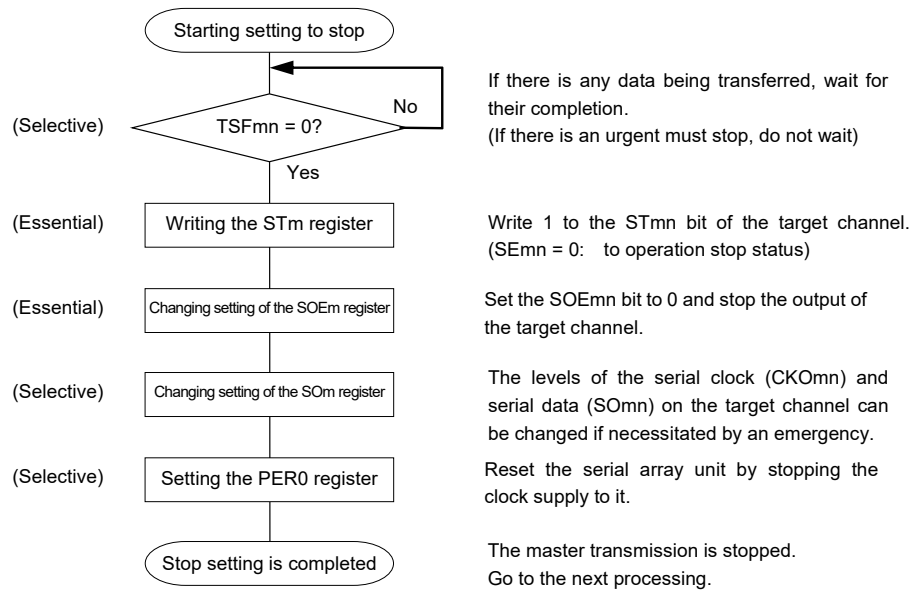 Starting setting to stop
If there is any data being transferred, wait for
No
their completion.
(Selective)
TSFmn = 0?
(If there is an urgent must stop, do not wait)
Yes
(Essential)
Writing the STm register
Write 1 to the STmn bit of the target channel.
(SEmn = 0: to operation stop status)
(Essential)
Changing setting of the SOEm register
Set the SOEmn bit to 0 and stop the output of
the target channel.
(Selective)
Changing setting of the SOm register
The levels of the serial clock (CKOmn) and
serial data (SOmn) on the target channel can
be changed if necessitated by an emergency.
(Selective)
Setting the PER0 register
Reset the serial array unit by stopping the
clock supply to it.
Stop setting is completed
The master transmission is stopped.
Go to the next processing.